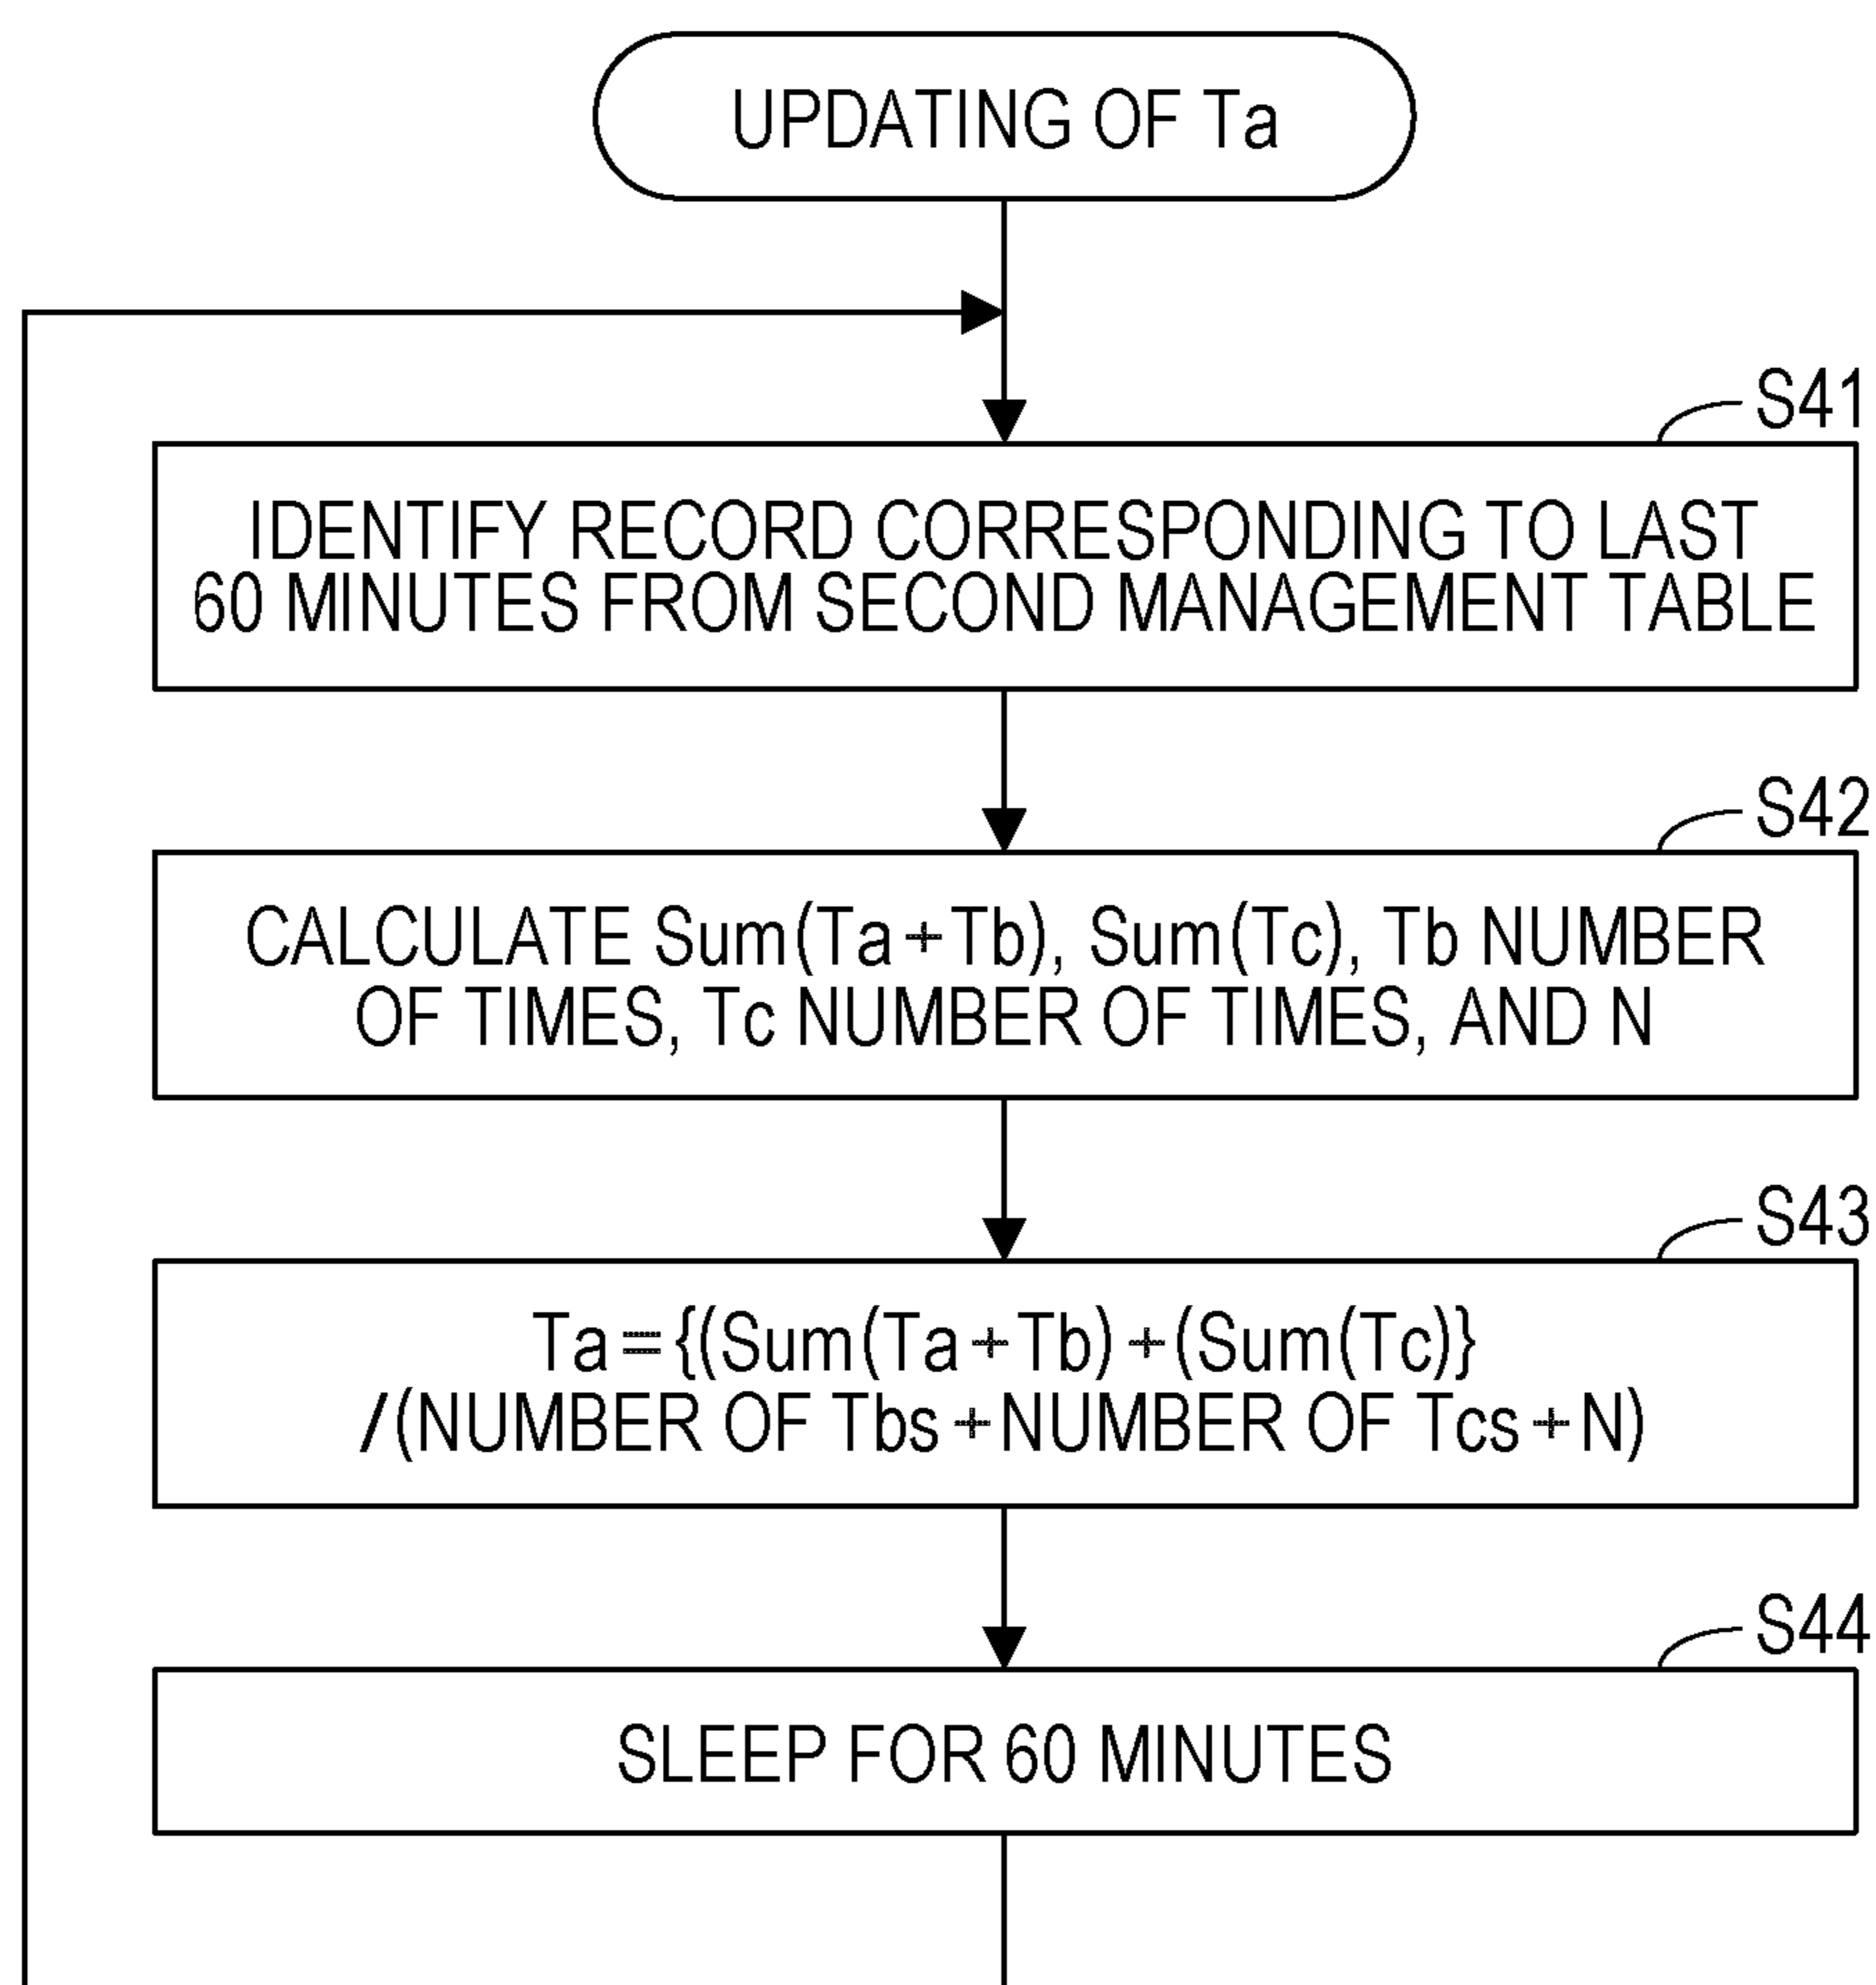 UPDATING OF Ta
S41
IDENTIFY RECORD CORRESPONDING TO LAST
60 MINUTES FROM SECOND MANAGEMENT TABLE
S42
CALCULATE Sum(Ta+Tb), Sum(Tc), Tb NUMBER
OF TIMES, Tc NUMBER OF TIMES, AND N
S43
Ta={(Sum(Ta+Tb)+(Sum(Tc)}
/(NUMBER OF Tbs+NUMBER OF Tcs+N)
S44
SLEEP FOR 60 MINUTES